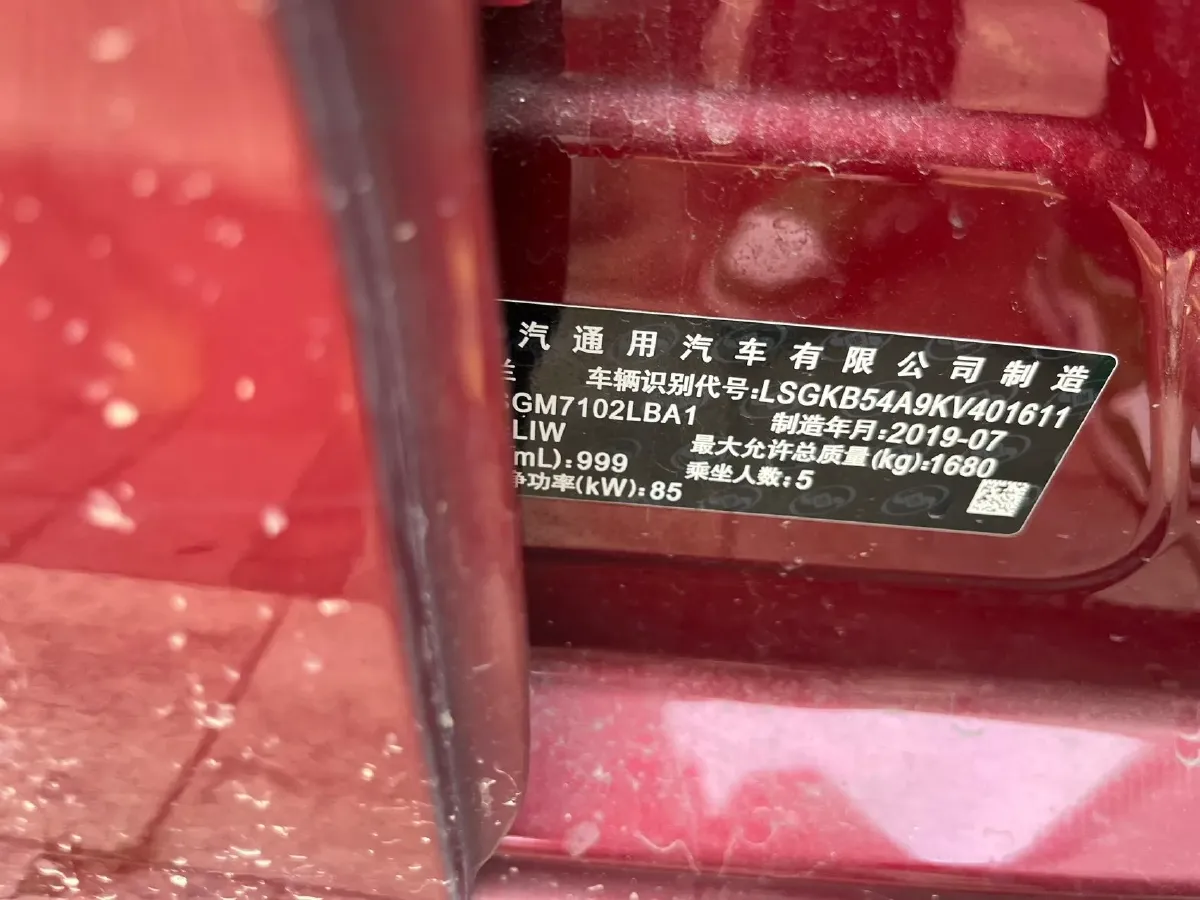 汽通用汽车有限公司制造
车辆识别代号:LSGKB54A9KV401611
GM7102LBA1 制造年月:2019-07
LIW 最大允许总质量(kg):1680
(mL):999 乘坐人数:5
净功率(kW):85